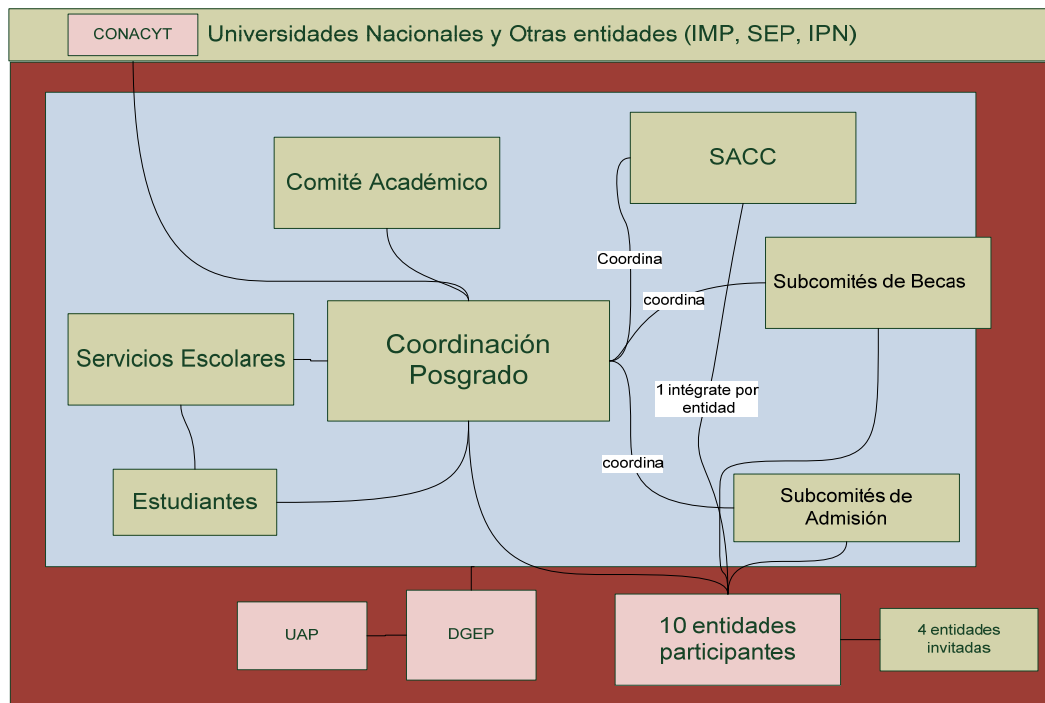 CONACYT
Universidades Nacionales y Otras entidades (IMP, SEP, IPN)
Comité Académico
SACC
Coordina
Subcomités de Becas
coordina
Coordinación
Posgrado
Servicios Escolares
1 intégrate por
entidad
coordina
Estudiantes
Subcomités de
Admisión
UAP
DGEP
10 entidades
participantes
4 entidades
invitadas